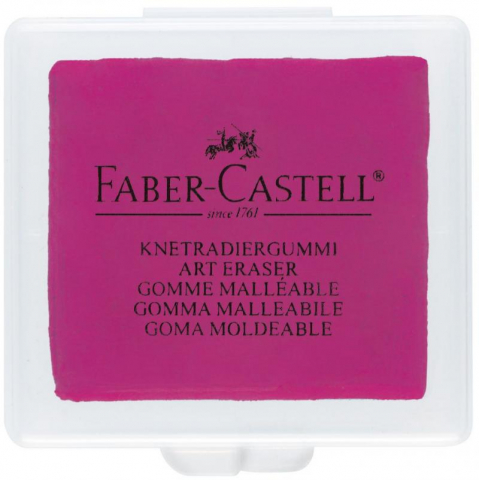 FABER-CASTELL®
since 1761
KNETRADIERGUMMI
ART ERASER
GOMME MALLÉABLE
GOMMA MALLEABILE
GOMA MOLDEABLE